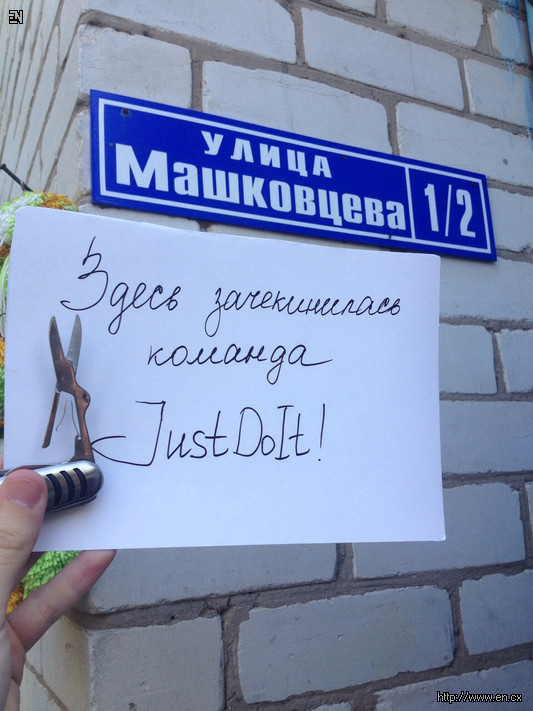 EN
УЛИЦА
Машковцева 1/2
Здесь зачекинилась
команда
JustDoIt!
http://www.en.cx